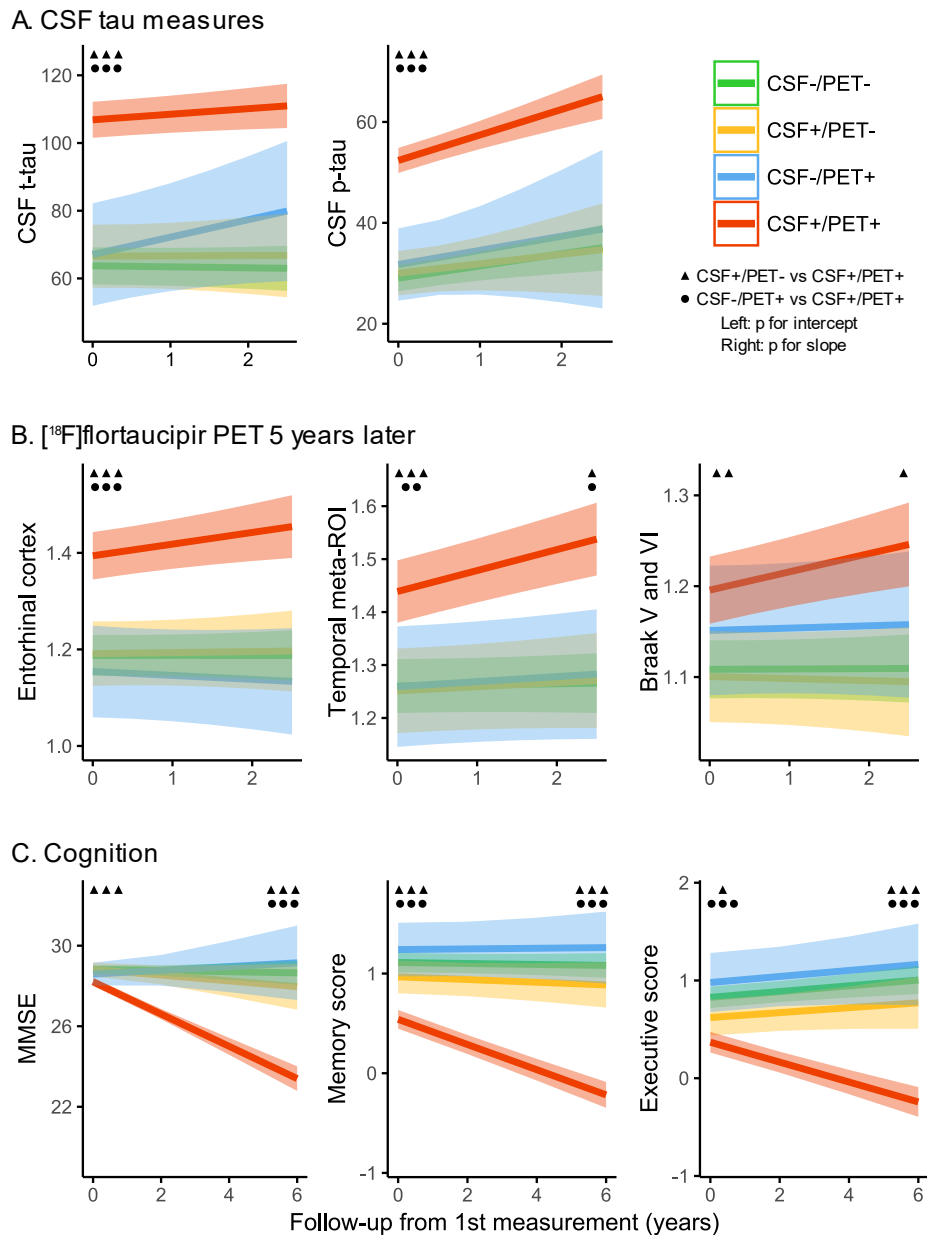 A. CSF tau measures
▲▲▲
●●●
CSF t-tau
120
100
80
60
0 1 2
▲▲▲
●●●
CSF p-tau
60
40
20
0 1 2
CSF-/PET-
CSF+/PET-
CSF-/PET+
CSF+/PET+
▲ CSF+/PET- vs CSF+/PET+
● CSF-/PET+ vs CSF+/PET+
Left: p for intercept
Right: p for slope
B. [¹⁸F]flortaucipir PET 5 years later
▲▲▲
●●●
Entorhinal cortex
1.4
1.2
1.0
0 1 2
▲▲▲ ▲
●● ●
Temporal meta-ROI
1.6
1.5
1.4
1.3
1.2
0 1 2
▲▲ ▲
Braak V and VI
1.3
1.2
1.1
0 1 2
C. Cognition
▲▲▲ ▲▲▲
●●●
MMSE
30
26
22
0 2 4 6
▲▲▲ ▲▲▲
●●● ●●●
Memory score
1
0
-1
0 2 4 6
▲ ▲▲▲
●●● ●●●
Executive score
2
1
0
-1
0 2 4 6
Follow-up from 1st measurement (years)